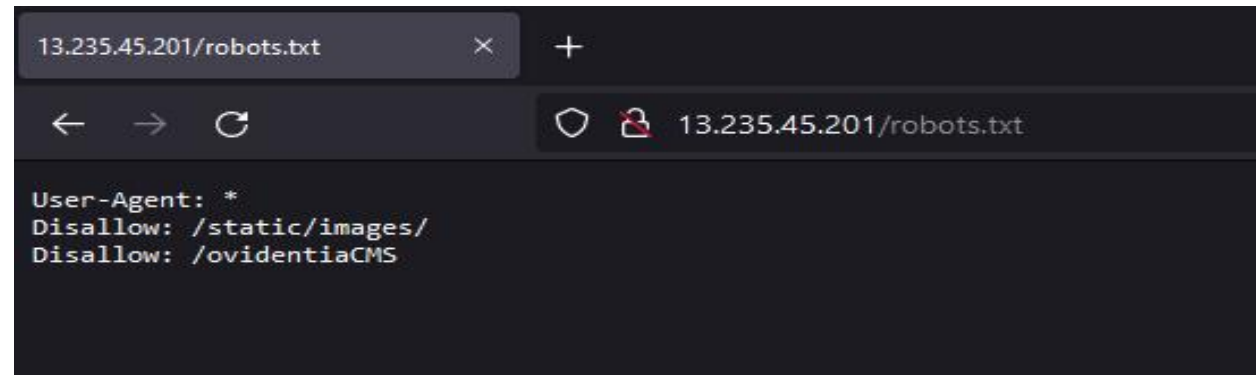 13.235.45.201/robots.txt
13.235.45.201/robots.txt
User-Agent: *
Disallow: /static/images/
Disallow: /ovidentiaCMS